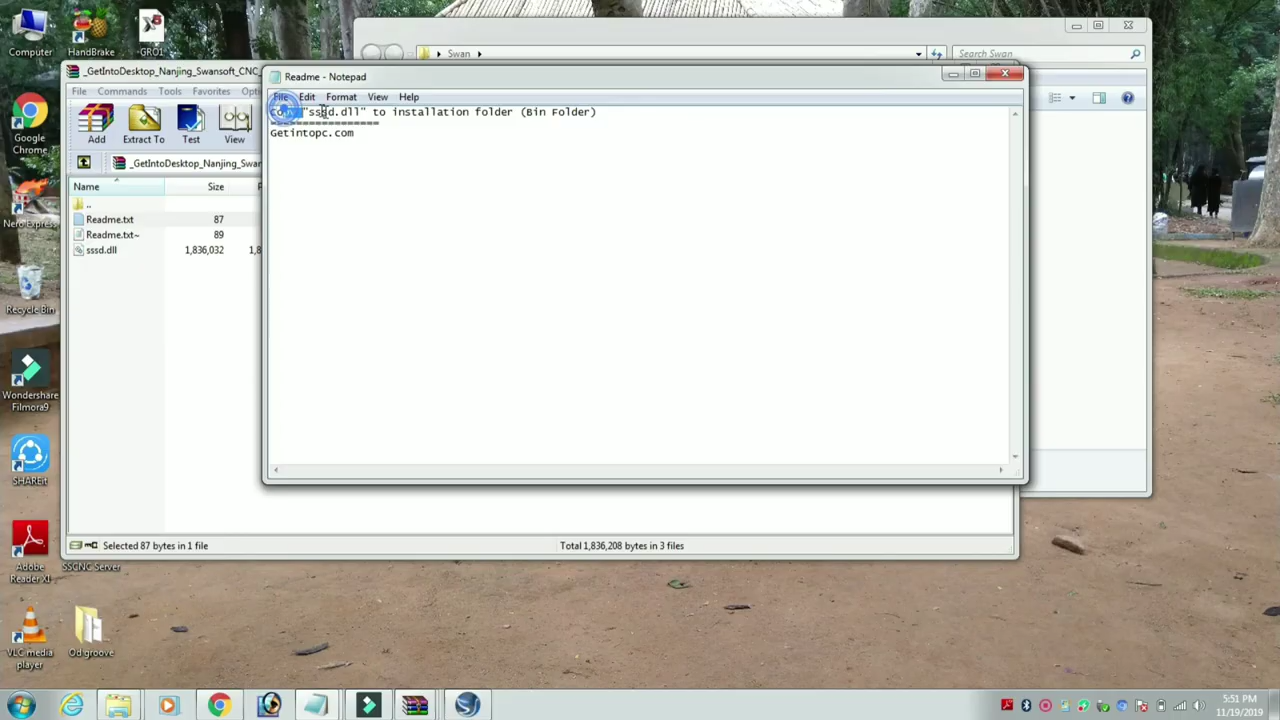 Computer
HandBrake
GRO1
Swan
Search Swan
_GetIntoDesktop_Nanjing_Swansoft_CNC_
Readme - Notepad
File
Commands
Tools
Favorites
File
Edit
Format
View
Help
"sssd.dll" to installation folder (Bin Folder)
===================
Getintopc.com
Add
Extract To
Test
View
Google
Chrome
_GetIntoDesktop_Nanjing_Swan
Name
Size
..
Readme.txt
87
Readme.txt~
89
sssd.dll
1,836,032
Nero Express
Recycle Bin
Wondershare
Filmora9
SHAREit
Selected 87 bytes in 1 file
Total 1,836,208 bytes in 3 files
Adobe
Reader XI
SSCNC Server
VLC media
player
Od groove
5:51 PM
11/19/2019